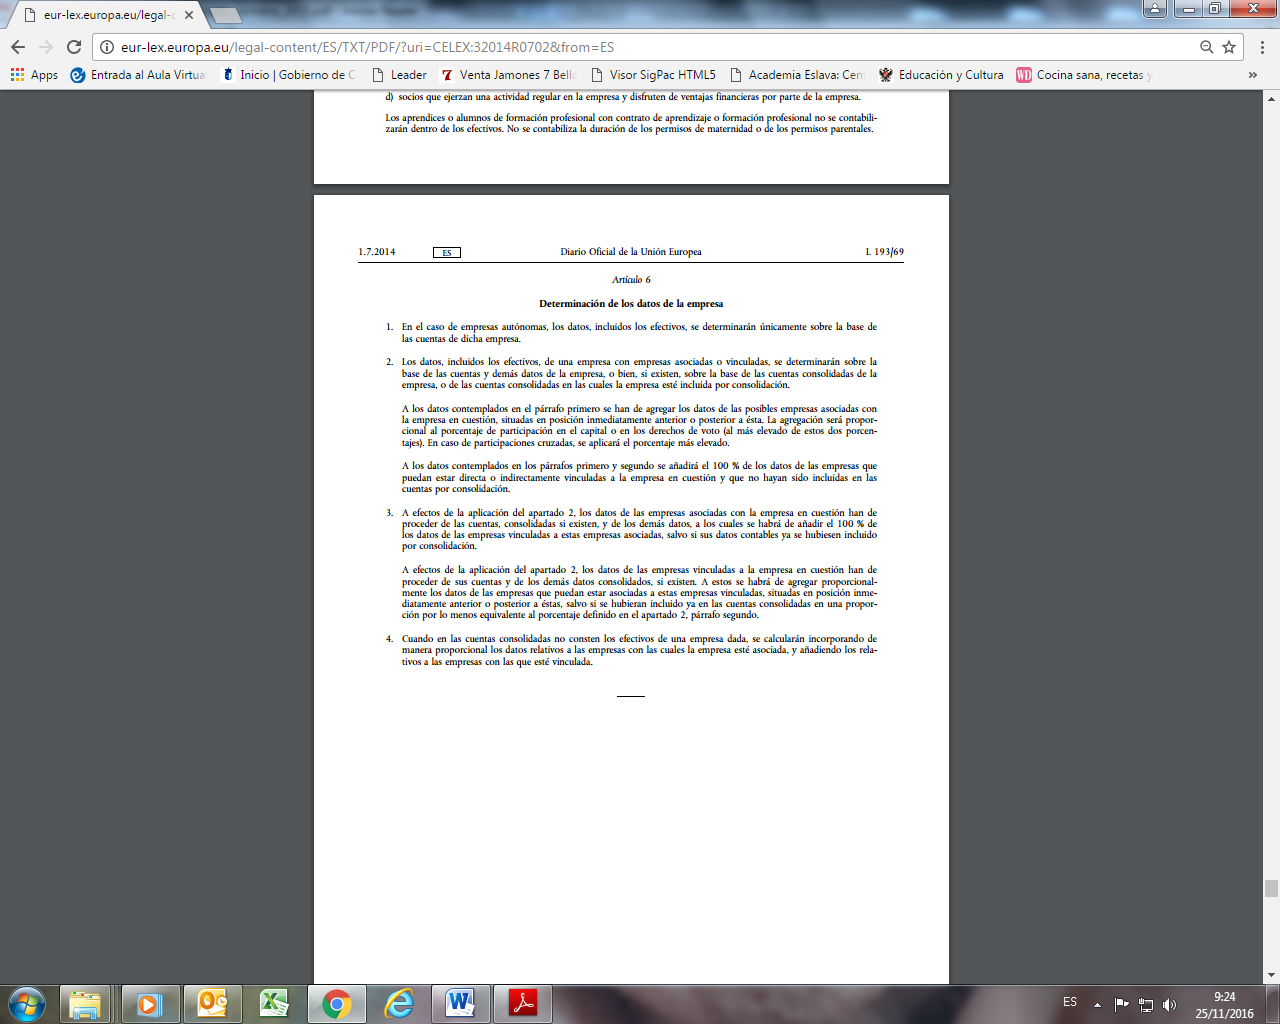 eur-lex.europa.eu/legal-c
eur-lex.europa.eu/legal-content/ES/TXT/PDF/?uri=CELEX:32014R0702&from=ES
Apps Entrada al Aula Virtua Inicio | Gobierno de C Leader Venta Jamones 7 Bell Visor SigPac HTML5 Academia Eslava: Cen Educación y Cultura Cocina sana, recetas y »
d) socios que ejerzan una actividad regular en la empresa y disfruten de ventajas financieras por parte de la empresa.
Los aprendices o alumnos de formación profesional con contrato de aprendizaje o formación profesional no se contabili-
zarán dentro de los efectivos. No se contabiliza la duración de los permisos de maternidad o de los permisos parentales.
1.7.2014 ES Diario Oficial de la Unión Europea L 193/69
Artículo 6
Determinación de los datos de la empresa
1. En el caso de empresas autónomas, los datos, incluidos los efectivos, se determinarán únicamente sobre la base de
las cuentas de dicha empresa.
2. Los datos, incluidos los efectivos, de una empresa con empresas asociadas o vinculadas, se determinarán sobre la
base de las cuentas y demás datos de la empresa, o bien, si existen, sobre la base de las cuentas consolidadas de la
empresa, o de las cuentas consolidadas en las cuales la empresa esté incluida por consolidación.
A los datos contemplados en el párrafo primero se han de agregar los datos de las posibles empresas asociadas con
la empresa en cuestión, situadas en posición inmediatamente anterior o posterior a ésta. La agregación será propor-
cional al porcentaje de participación en el capital o en los derechos de voto (al más elevado de estos dos porcen-
tajes). En caso de participaciones cruzadas, se aplicará el porcentaje más elevado.
A los datos contemplados en los párrafos primero y segundo se añadirá el 100 % de los datos de las empresas que
puedan estar directa o indirectamente vinculadas a la empresa en cuestión y que no hayan sido incluidas en las
cuentas por consolidación.
3. A efectos de la aplicación del apartado 2, los datos de las empresas asociadas con la empresa en cuestión han de
proceder de las cuentas, consolidadas si existen, y de los demás datos, a los cuales se habrá de añadir el 100 % de
los datos de las empresas vinculadas a estas empresas asociadas, salvo si sus datos contables ya se hubiesen incluido
por consolidación.
A efectos de la aplicación del apartado 2, los datos de las empresas vinculadas a la empresa en cuestión han de
proceder de sus cuentas y de los demás datos consolidados, si existen. A estos se habrá de agregar proporcional-
mente los datos de las empresas que puedan estar asociadas a estas empresas vinculadas, situadas en posición inme-
diatamente anterior o posterior a éstas, salvo si se hubieran incluido ya en las cuentas consolidadas en una propor-
ción por lo menos equivalente al porcentaje definido en el apartado 2, párrafo segundo.
4. Cuando en las cuentas consolidadas no consten los efectivos de una empresa dada, se calcularán incorporando de
manera proporcional los datos relativos a las empresas con las cuales la empresa esté asociada, y añadiendo los rela-
tivos a las empresas con las que esté vinculada.
ES 9:24
25/11/2016